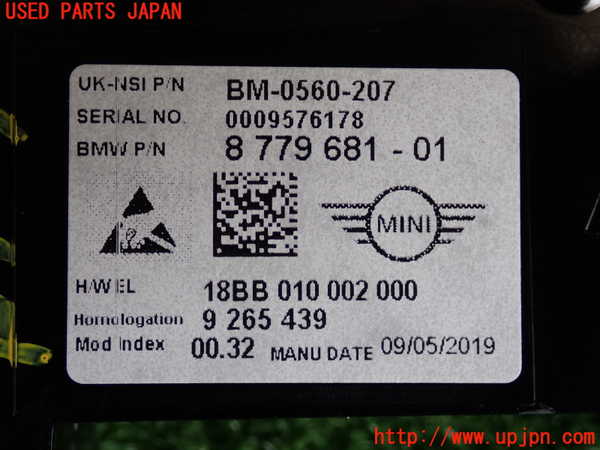 USED PARTS JAPAN
UK-NSI P/N BM-0560-207
SERIAL NO. 0009576178
BMW P/N 8 779 681 - 01
MINI
H/W EL 18BB 010 002 000
Homologation 9 265 439
Mod Index 00.32 MANU DATE 09/05/2019
http://www.upjpn.com/